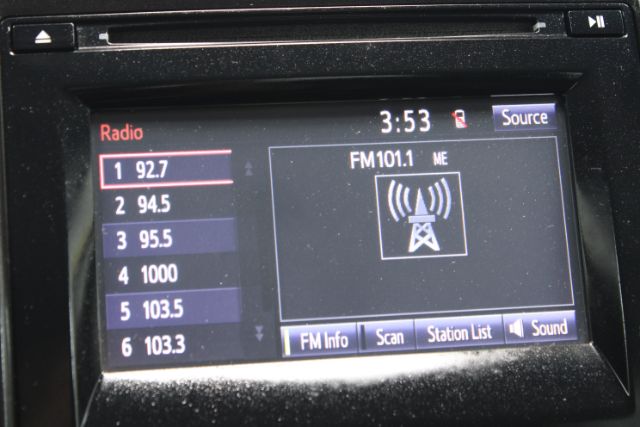 3:53
Source
Radio
FM101.1 ME
1 92.7
2 94.5
3 95.5
4 1000
5 103.5
6 103.3
FM Info Scan Station List Sound